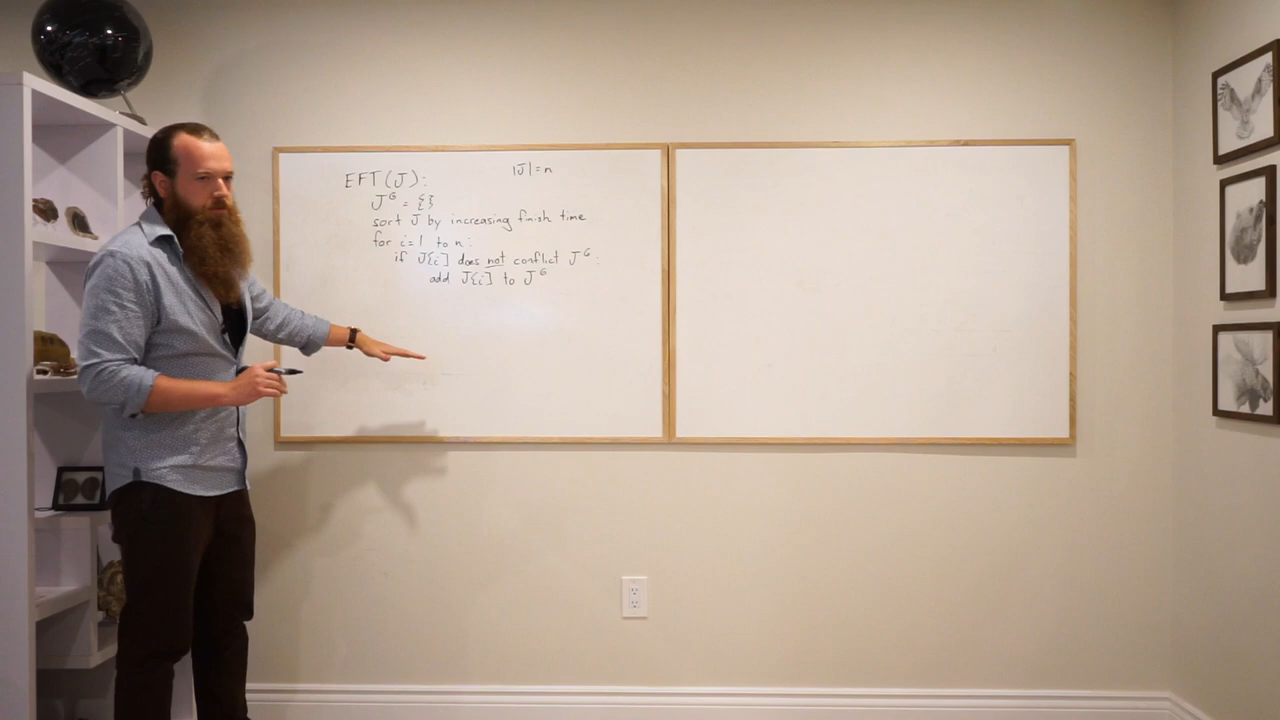 EFT(J): |J|=n
J^G = {}
sort J by increasing finish time
for i=1 to n:
if J[i] does not conflict J^G:
add J[i] to J^G